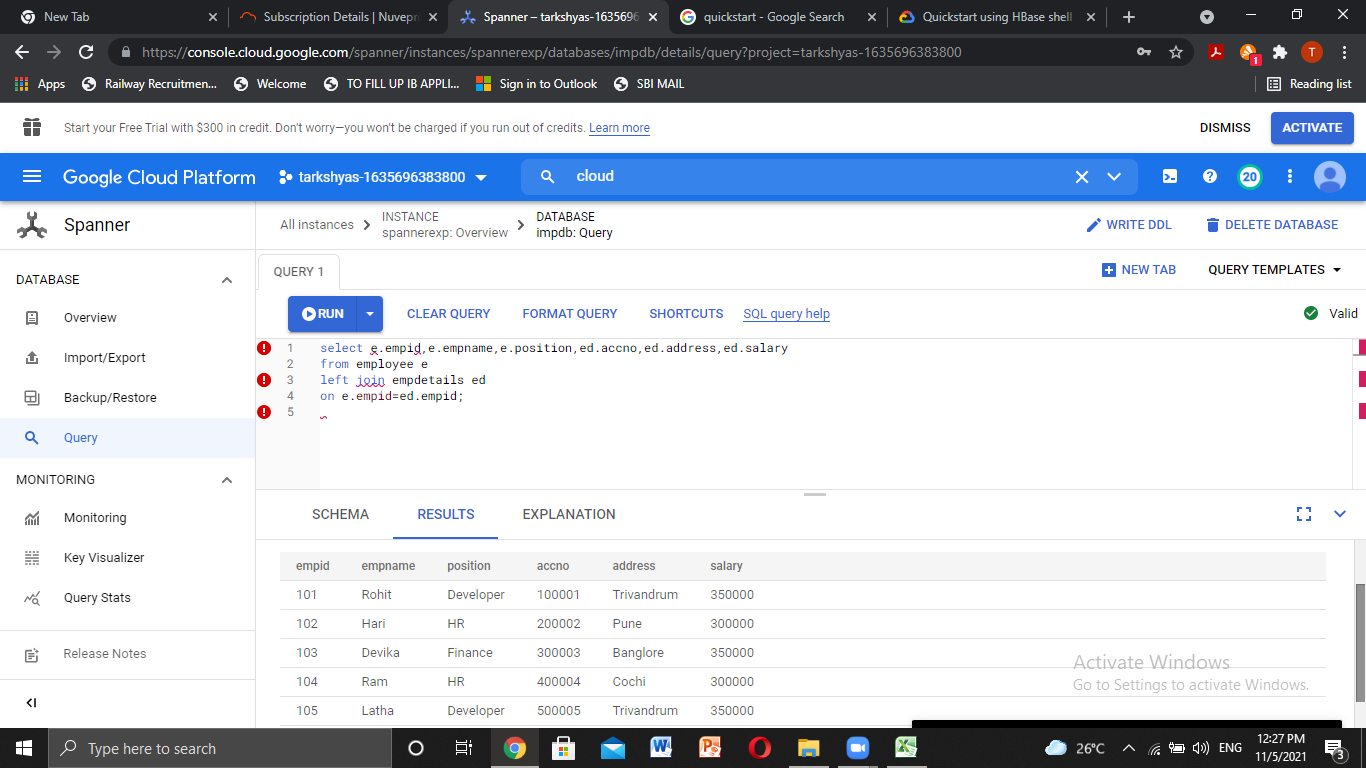 New Tab
Subscription Details | Nuvepr
Spanner – tarkshyas-1635696
quickstart - Google Search
Quickstart using HBase shell
https://console.cloud.google.com/spanner/instances/spannerexp/databases/impdb/details/query?project=tarkshyas-1635696383800
1
T
Apps
Railway Recruitmen...
Welcome
TO FILL UP IB APPLI...
Sign in to Outlook
SBI MAIL
Reading list
Start your Free Trial with $300 in credit. Don't worry—you won't be charged if you run out of credits. Learn more
DISMISS
ACTIVATE
Google Cloud Platform
tarkshyas-1635696383800
cloud
20
Spanner
All instances
INSTANCE
spannerexp: Overview
DATABASE
impdb: Query
WRITE DDL
DELETE DATABASE
DATABASE
Overview
Import/Export
Backup/Restore
Query
MONITORING
Monitoring
Key Visualizer
Query Stats
Release Notes
QUERY 1
NEW TAB
QUERY TEMPLATES
RUN
CLEAR QUERY
FORMAT QUERY
SHORTCUTS
SQL query help
Valid
1 select e.empid,e.empname,e.position,ed.accno,ed.address,ed.salary
2 from employee e
3 left join empdetails ed
4 on e.empid=ed.empid;
5
SCHEMA
RESULTS
EXPLANATION
empid empname position accno address salary
101 Rohit Developer 100001 Trivandrum 350000
102 Hari HR 200002 Pune 300000
103 Devika Finance 300003 Banglore 350000
104 Ram HR 400004 Cochi 300000
105 Latha Developer 500005 Trivandrum 350000
Activate Windows
Go to Settings to activate Windows.
Type here to search
26°C
ENG
12:27 PM
11/5/2021
3